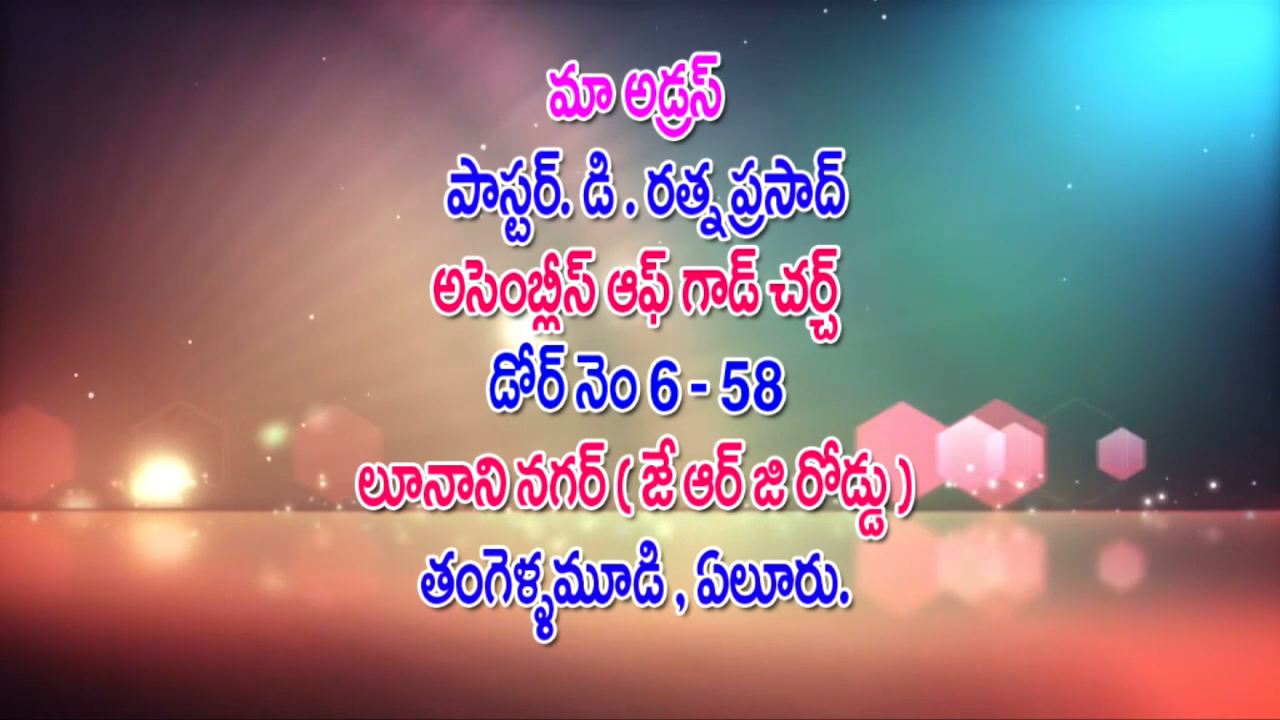 మా అడ్రస్
పాస్టర్. డి . రత్న ప్రసాద్
అసెంబ్లీస్ ఆఫ్ గాడ్ చర్చ్
డోర్ నెం 6 - 58
లూనాని నగర్ ( జే ఆర్ జి రోడ్డు )
తంగెళ్ళమూడి , ఏలూరు.